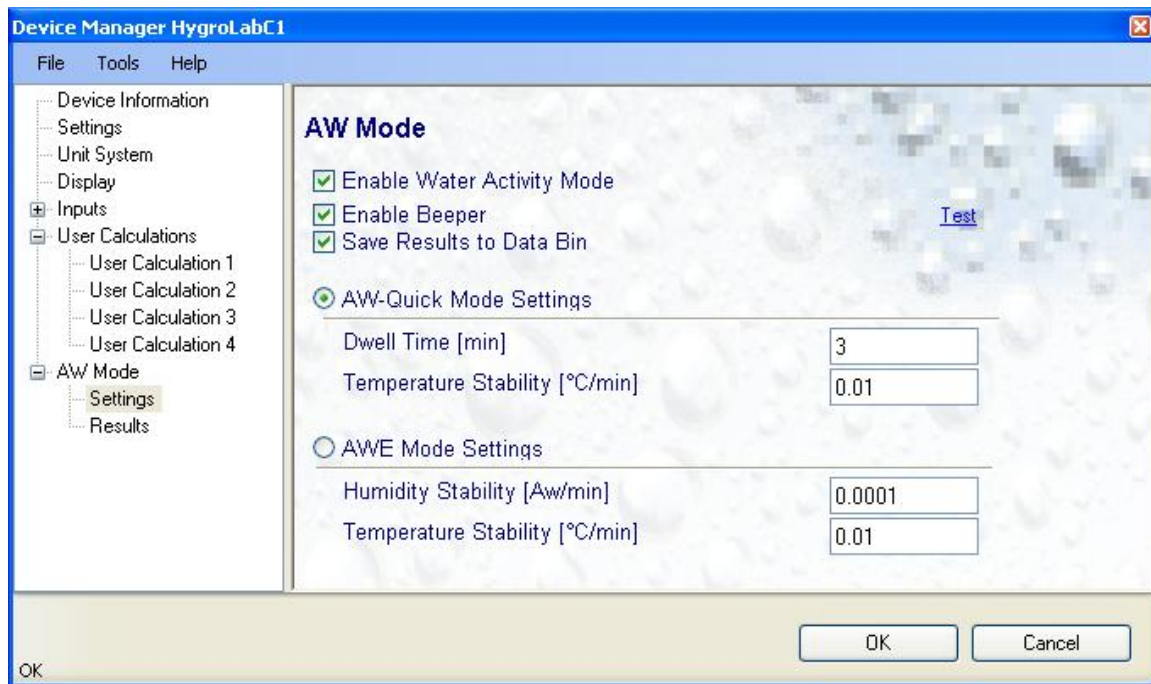 Device Manager HygroLabC1
File Tools Help
Device Information
Settings
Unit System
Display
Inputs
User Calculations
User Calculation 1
User Calculation 2
User Calculation 3
User Calculation 4
AW Mode
Settings
Results
AW Mode
Enable Water Activity Mode
Enable Beeper Test
Save Results to Data Bin
AW-Quick Mode Settings
Dwell Time [min] 3
Temperature Stability [°C/min] 0.01
AWE Mode Settings
Humidity Stability [Aw/min] 0.0001
Temperature Stability [°C/min] 0.01
OK Cancel
OK